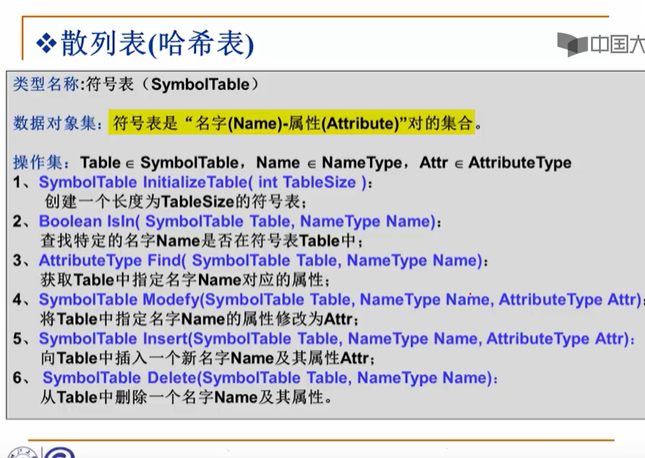 ❖散列表(哈希表)
中国大
类型名称:符号表（SymbolTable）
数据对象集：符号表是“名字(Name)-属性(Attribute)”对的集合。
操作集：Table ∈ SymbolTable，Name ∈ NameType，Attr ∈ AttributeType
1、SymbolTable InitializeTable( int TableSize )：
创建一个长度为TableSize的符号表；
2、Boolean IsIn( SymbolTable Table, NameType Name)：
查找特定的名字Name是否在符号表Table中；
3、AttributeType Find( SymbolTable Table, NameType Name)：
获取Table中指定名字Name对应的属性；
4、SymbolTable Modefy(SymbolTable Table, NameType Name, AttributeType Attr)：
将Table中指定名字Name的属性修改为Attr；
5、SymbolTable Insert(SymbolTable Table, NameType Name, AttributeType Attr)：
向Table中插入一个新名字Name及其属性Attr；
6、 SymbolTable Delete(SymbolTable Table, NameType Name)：
从Table中删除一个名字Name及其属性。